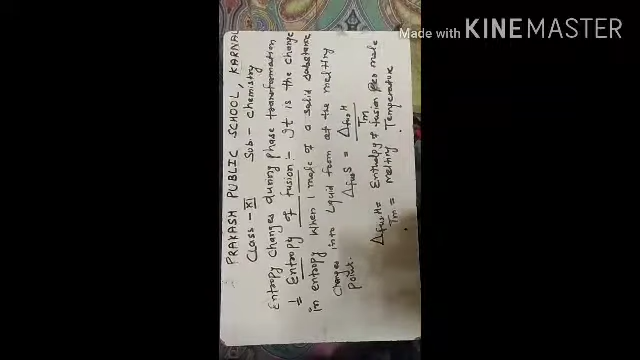 PRAKASH PUBLIC SCHOOL, KARNAL
Class - XI Sub - Chemistry
Entropy changes during phase transformation
= Entropy of fusion :- It is the change
in entropy when 1 mole of a solid substance
changes into liquid form at the melting
point.
ΔfusS = ΔfusH
Tm
ΔfusH = Enthalpy of fusion per mole
Tm = Melting Temperature
Made with KINEMASTER